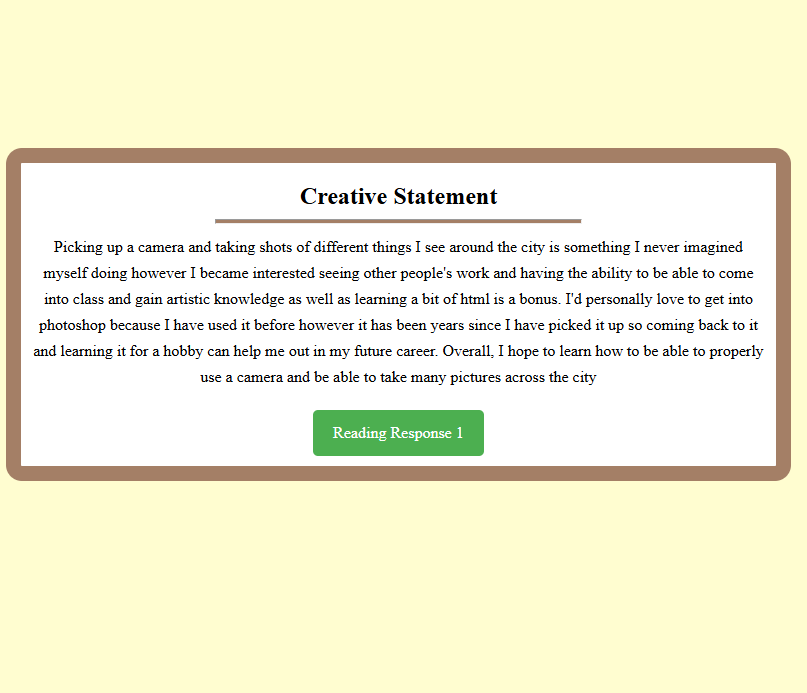 Creative Statement
Picking up a camera and taking shots of different things I see around the city is something I never imagined
myself doing however I became interested seeing other people's work and having the ability to be able to come
into class and gain artistic knowledge as well as learning a bit of html is a bonus. I'd personally love to get into
photoshop because I have used it before however it has been years since I have picked it up so coming back to it
and learning it for a hobby can help me out in my future career. Overall, I hope to learn how to be able to properly
use a camera and be able to take many pictures across the city
Reading Response 1